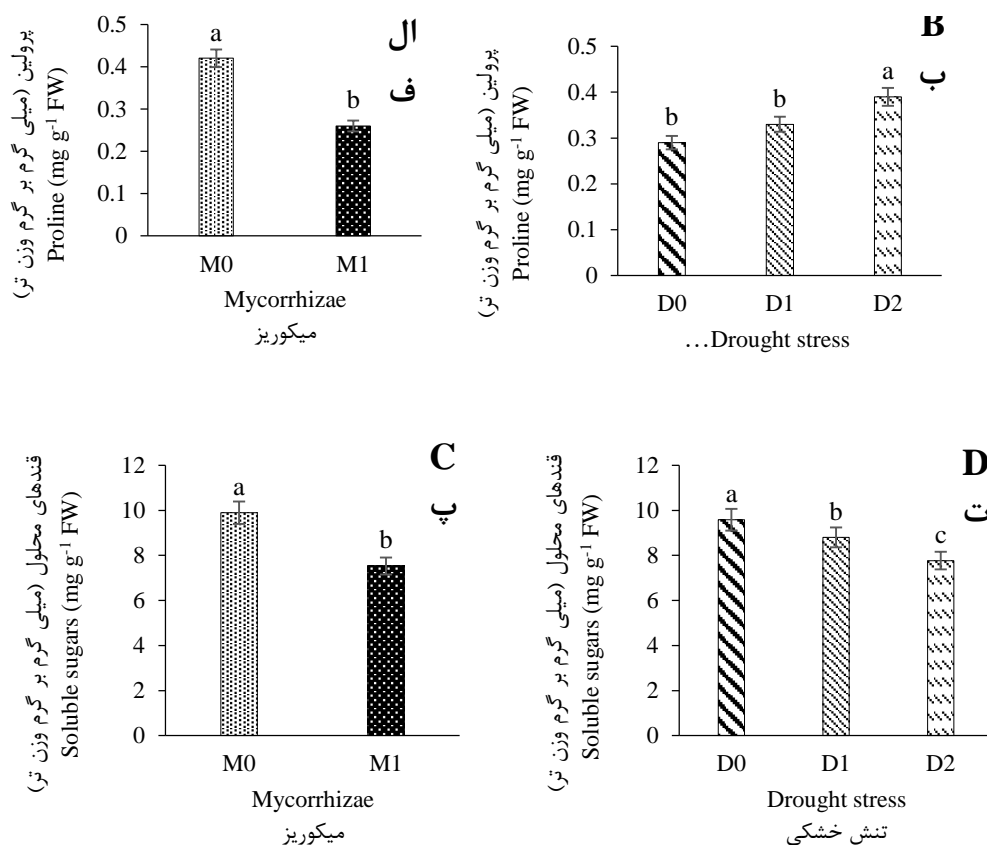 ال
ف
پرولین (میلی گرم بر گرم وزن تر)
Proline (mg g-1 FW)
0.5
0.4
0.3
0.2
0.1
0
a
b
M0 M1
Mycorrhizae
میکوریز
B
ب
پرولین (میلی گرم بر گرم وزن تر)
Proline (mg g-1 FW)
0.5
0.4
0.3
0.2
0.1
0
b
b
a
D0 D1 D2
…Drought stress
C
پ
قندهای محلول (میلی گرم بر گرم وزن تر)
Soluble sugars (mg g-1 FW)
12
10
8
6
4
2
0
a
b
M0 M1
Mycorrhizae
میکوریز
D
ت
قندهای محلول (میلی گرم بر گرم وزن تر)
Soluble sugars (mg g-1 FW)
12
10
8
6
4
2
0
a
b
c
D0 D1 D2
Drought stress
تنش خشکی